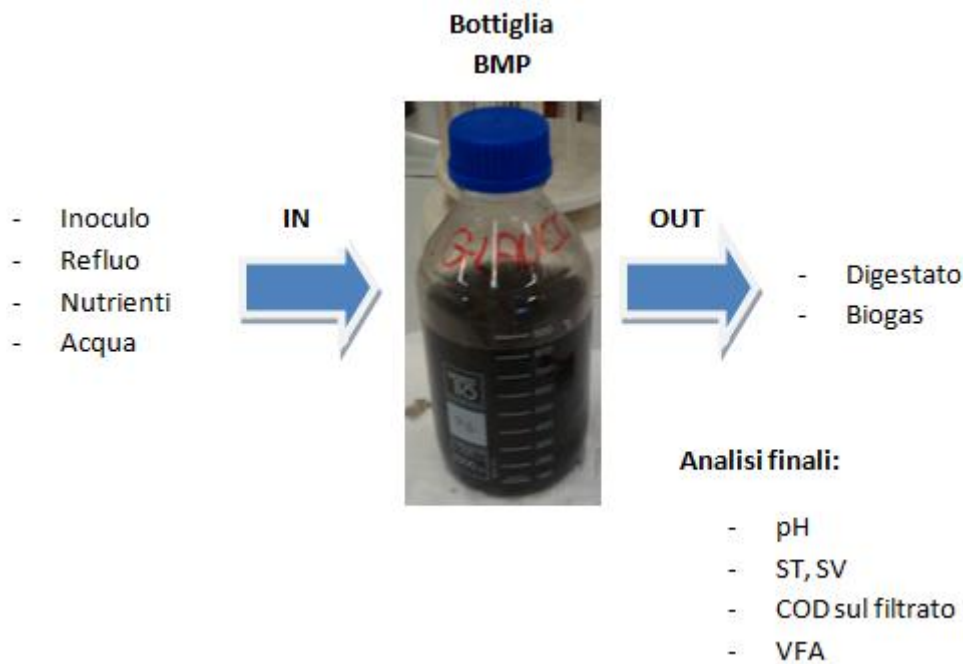 Bottiglia
BMP
- Inoculo
- Refluo
- Nutrienti
- Acqua
IN
OUT
- Digestato
- Biogas
Analisi finali:
- pH
- ST, SV
- COD sul filtrato
- VFA